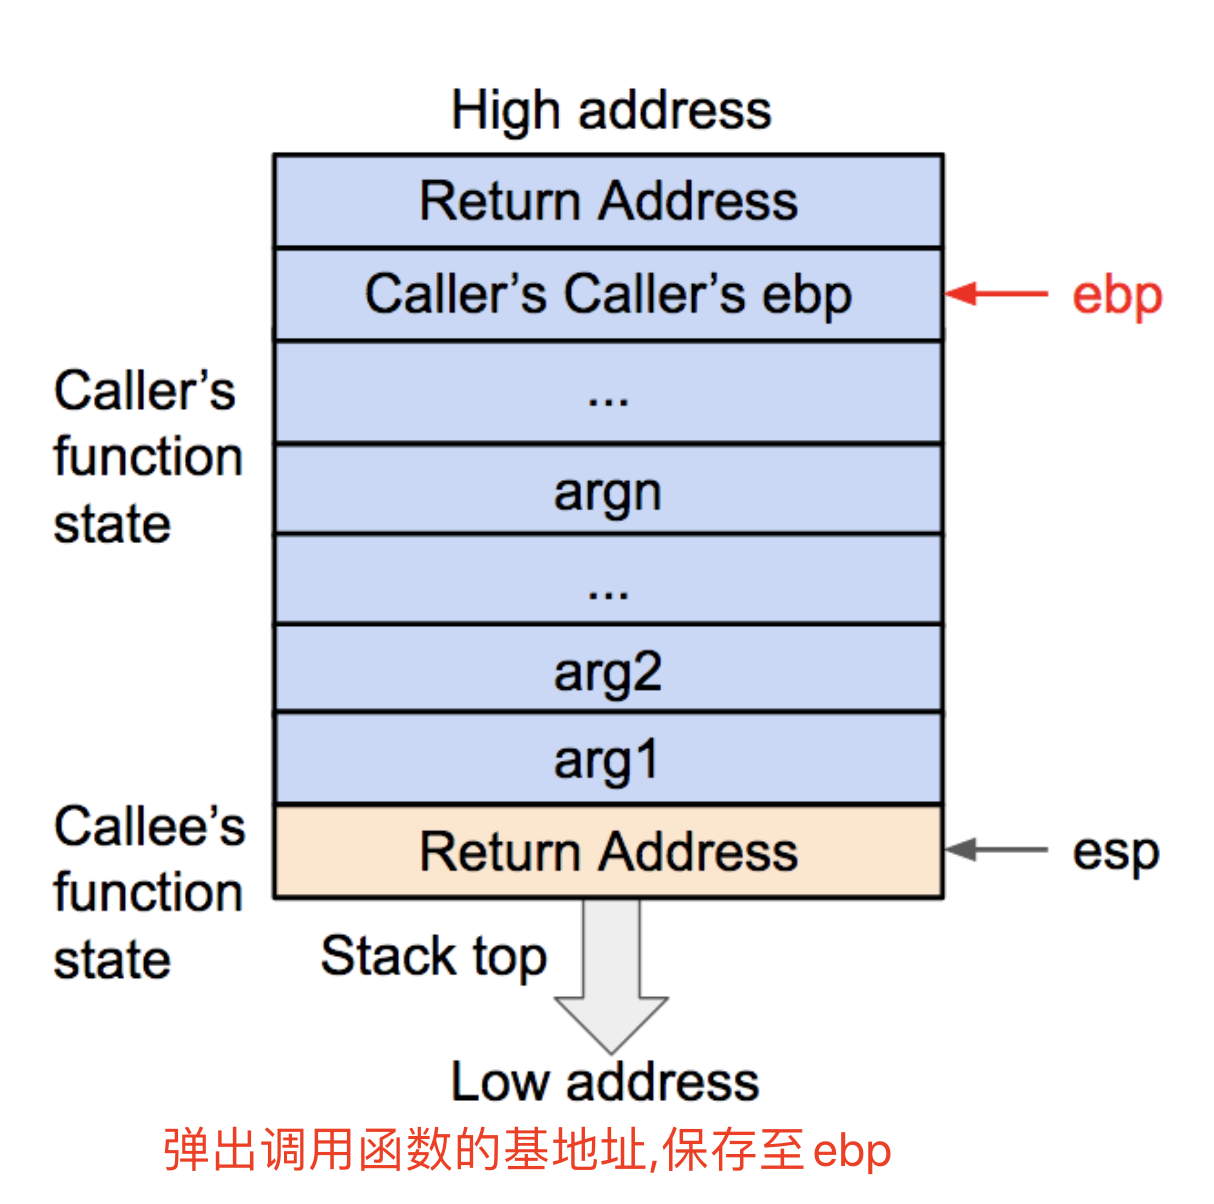 High address
Return Address
Caller’s Caller’s ebp
ebp
Caller’s
function
state
...
argn
...
arg2
arg1
Callee’s
function
state
Return Address
esp
Stack top
Low address
弹出调用函数的基地址,保存至ebp